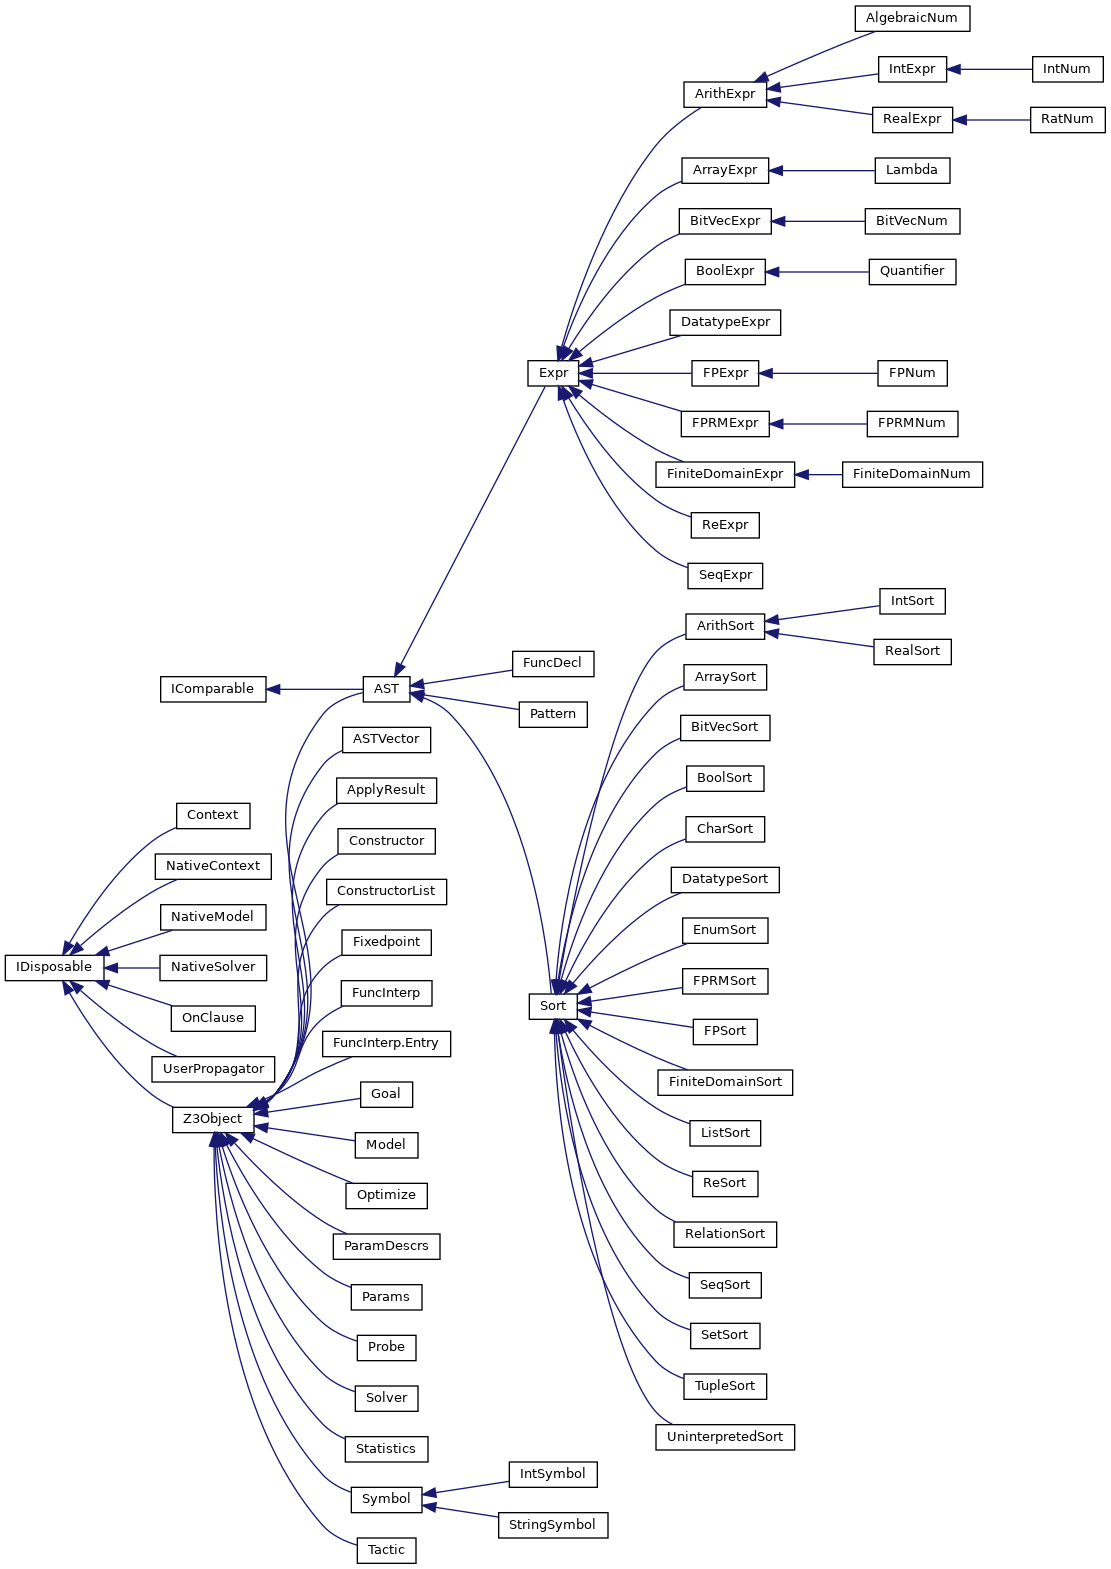 AlgebraicNum
IntExpr
IntNum
ArithExpr
RealExpr
RatNum
ArrayExpr
Lambda
BitVecExpr
BitVecNum
BoolExpr
Quantifier
DatatypeExpr
Expr
FPExpr
FPNum
FPRMExpr
FPRMNum
FiniteDomainExpr
FiniteDomainNum
ReExpr
SeqExpr
IntSort
ArithSort
RealSort
FuncDecl
ArraySort
IComparable
AST
Pattern
BitVecSort
ASTVector
BoolSort
ApplyResult
Context
CharSort
Constructor
NativeContext
DatatypeSort
ConstructorList
NativeModel
EnumSort
Fixedpoint
IDisposable
NativeSolver
FPRMSort
FuncInterp
Sort
OnClause
FPSort
FuncInterp.Entry
UserPropagator
FiniteDomainSort
Goal
Z3Object
ListSort
Model
ReSort
Optimize
RelationSort
ParamDescrs
SeqSort
Params
SetSort
Probe
TupleSort
Solver
UninterpretedSort
Statistics
IntSymbol
Symbol
StringSymbol
Tactic